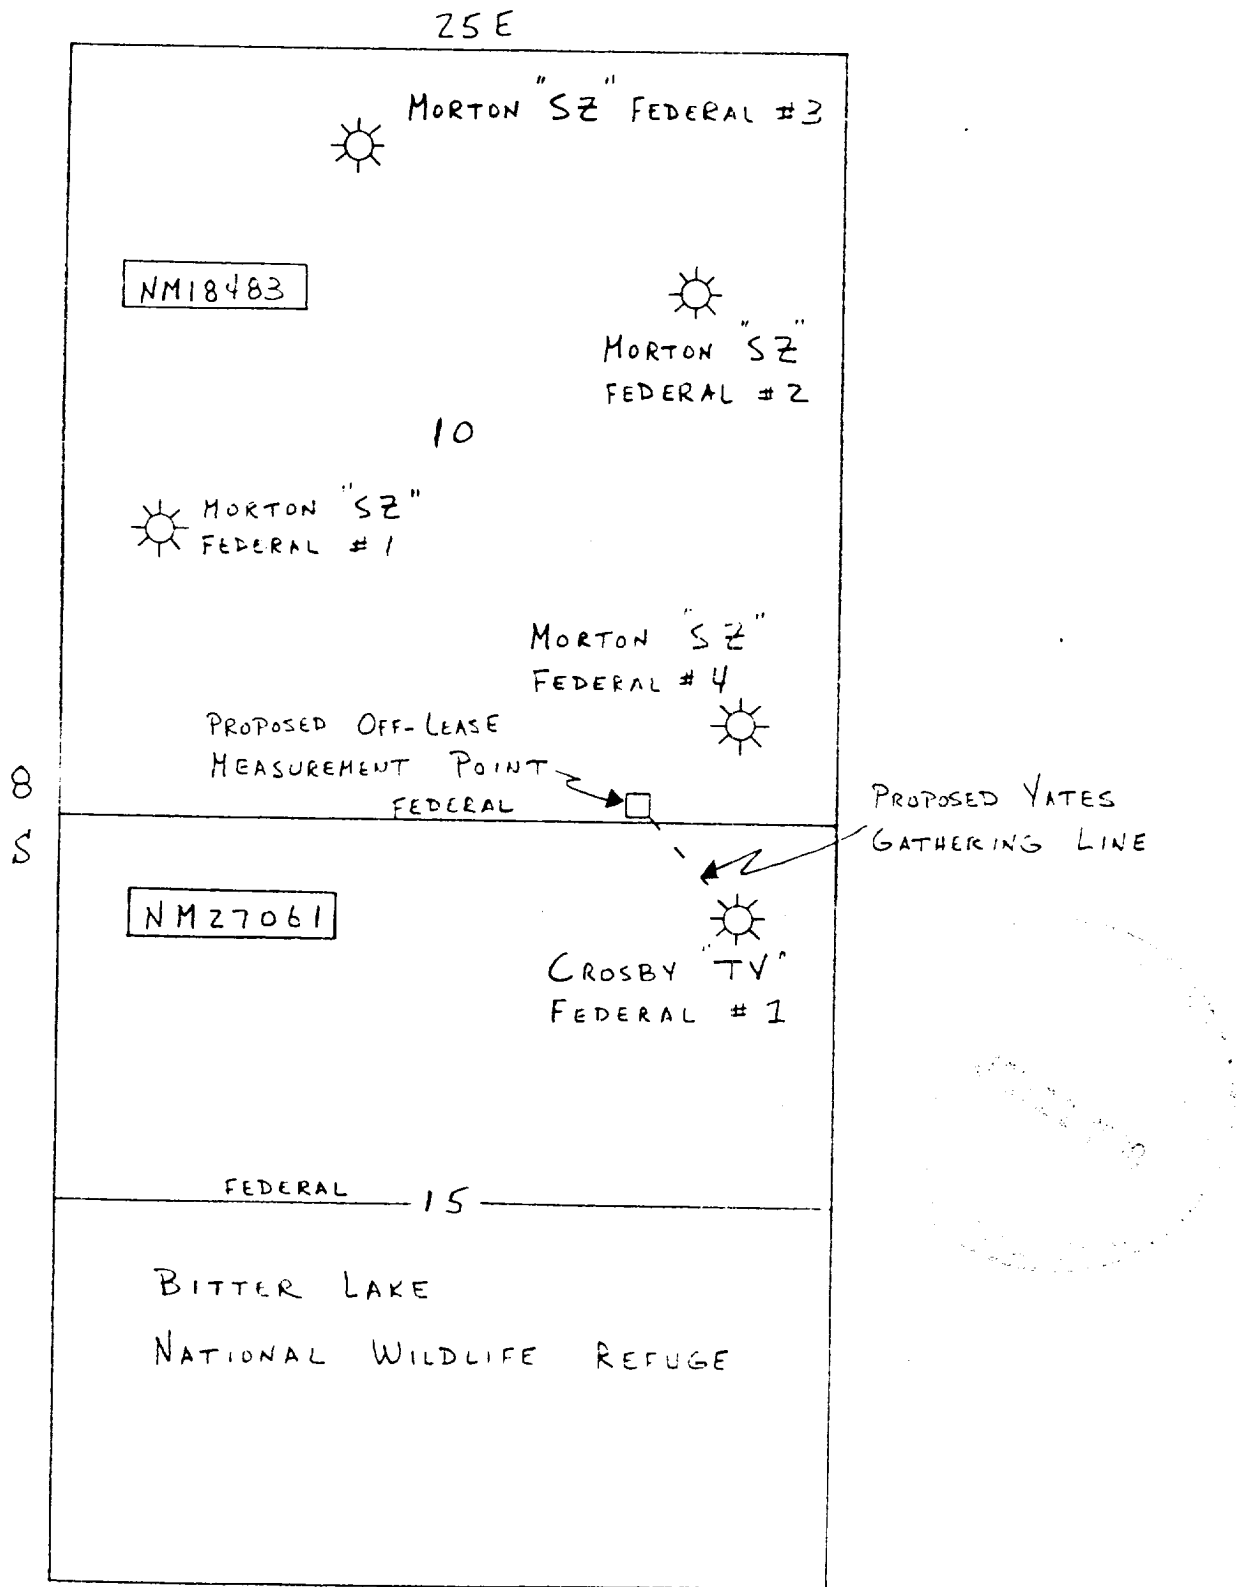 25E
MORTON "SZ" FEDERAL #3
NM18483
MORTON "SZ"
FEDERAL #2
10
MORTON "SZ"
FEDERAL #1
MORTON "SZ"
FEDERAL #4
PROPOSED OFF-LEASE
MEASUREMENT POINT
FEDERAL
8
S
PROPOSED YATES
GATHERING LINE
NM27061
CROSBY "TV"
FEDERAL #1
FEDERAL
15
BITTER LAKE
NATIONAL WILDLIFE REFUGE